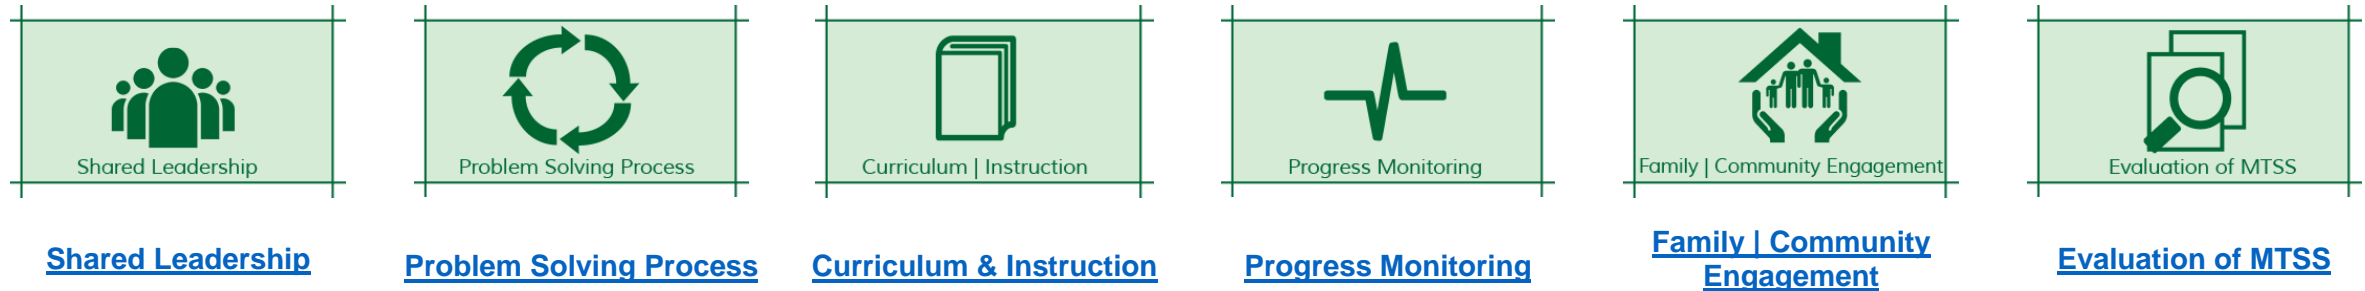 Shared Leadership
Problem Solving Process
Curriculum | Instruction
Progress Monitoring
Family | Community Engagement
Evaluation of MTSS
Shared Leadership
Problem Solving Process
Curriculum & Instruction
Progress Monitoring
Family | Community
Engagement
Evaluation of MTSS